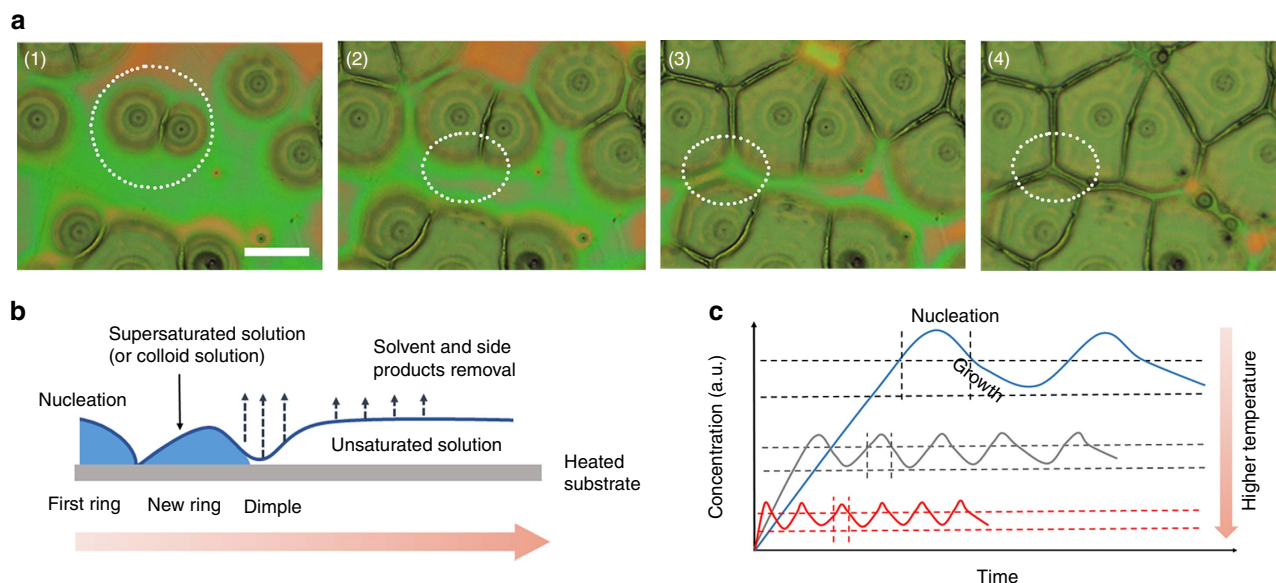 a
(1)
(2)
(3)
(4)
b
Supersaturated solution
(or colloid solution)
Solvent and side
products removal
Nucleation
Unsaturated solution
Heated
substrate
First ring
New ring
Dimple
c
Nucleation
Growth
Concentration (a.u.)
Higher temperature
Time